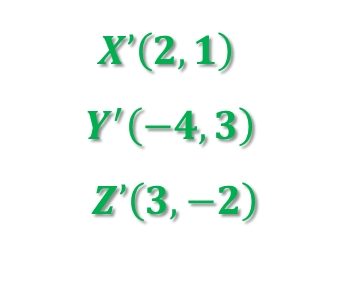 X’(2, 1)
Y′(−4, 3)
Z’(3, −2)